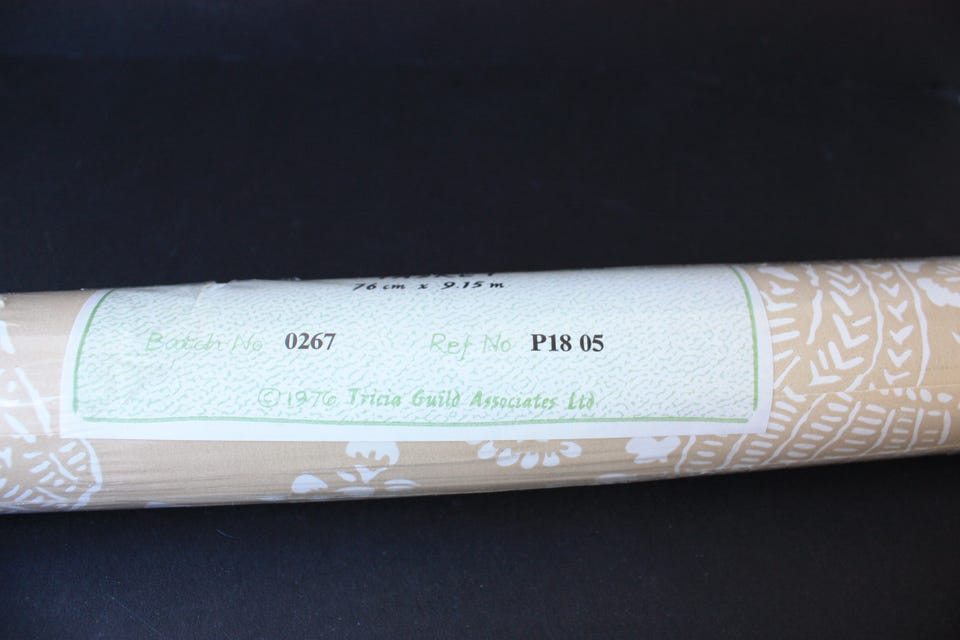 76 cm x 9.15 m
Batch No 0267 Ref No P18 05
© 1976 Tricia Guild Associates Ltd